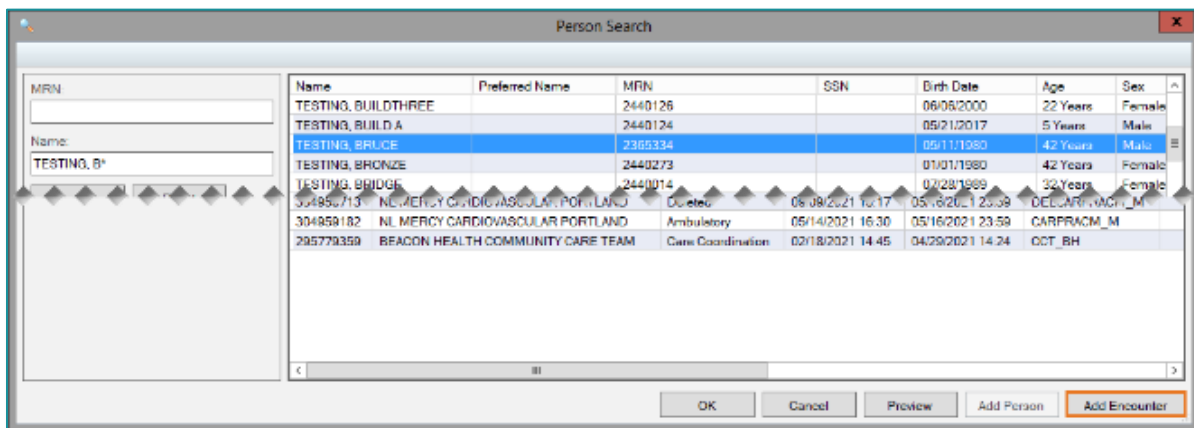 Person Search
MRN:
Name:
TESTING, B*
Name Preferred Name MRN SSN Birth Date Age Sex
TESTING, BUILDTHREE 2440126 06/06/2000 22 Years Female
TESTING, BUILD A 2440124 05/21/2017 5 Years Male
TESTING, BRUCE 2365334 05/11/1980 42 Years Male
TESTING, BRONZE 2440273 01/01/1980 42 Years Female
TESTING, BRIDGE 2440014 07/28/1989 32 Years Female
NL MERCY CARDIOVASCULAR PORTLAND Deleted
304959182 NL MERCY CARDIOVASCULAR PORTLAND Ambulatory 05/14/2021 16:30 05/16/2021 23:59 CARPRACM_M
295779359 BEACON HEALTH COMMUNITY CARE TEAM Care Coordination 02/18/2021 14:45 04/29/2021 14:24 CCT_BH
OK Cancel Preview Add Person Add Encounter